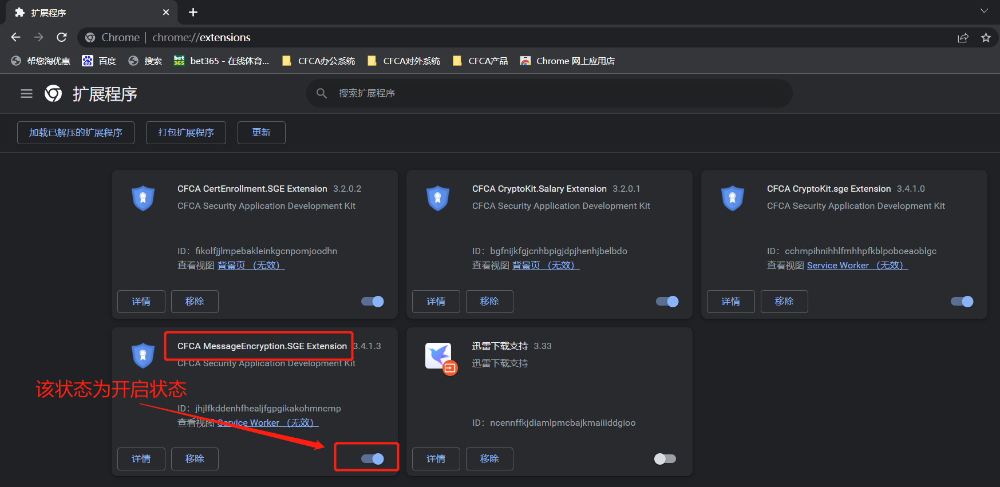 扩展程序
Chrome | chrome://extensions
帮您淘优惠 百度 搜索 bet365 bet365 - 在线体育... CFCA办公系统 CFCA对外系统 CFCA产品 Chrome 网上应用店
扩展程序 搜索扩展程序
加载已解压的扩展程序 打包扩展程序 更新
CFCA CertEnrollment.SGE Extension 3.2.0.2
CFCA Security Application Development Kit
ID：fikolfjjlmpebakleinkgcnpomjoodhn
查看视图 背景页 （无效）
详情 移除
CFCA CryptoKit.Salary Extension 3.2.0.1
CFCA Security Application Development Kit
ID：bgfnijkfgjcnhbpigjdpjhenhjbelbdo
查看视图 背景页 （无效）
详情 移除
CFCA CryptoKit.sge Extension 3.4.1.0
CFCA Security Application Development Kit
ID：cchmpihnihhlfmhhpfkblpoboeaoblgc
查看视图 Service Worker （无效）
详情 移除
CFCA MessageEncryption.SGE Extension 3.4.1.3
CFCA Security Application Development Kit
该状态为开启状态
ID：jhjlfkddenhfhealjfgpgikakohmncmp
查看视图 Service Worker （无效）
详情 移除
迅雷下载支持 3.33
迅雷下载支持
ID：ncennffkjdiamlpmcbajkmaiiiddgioo
详情 移除